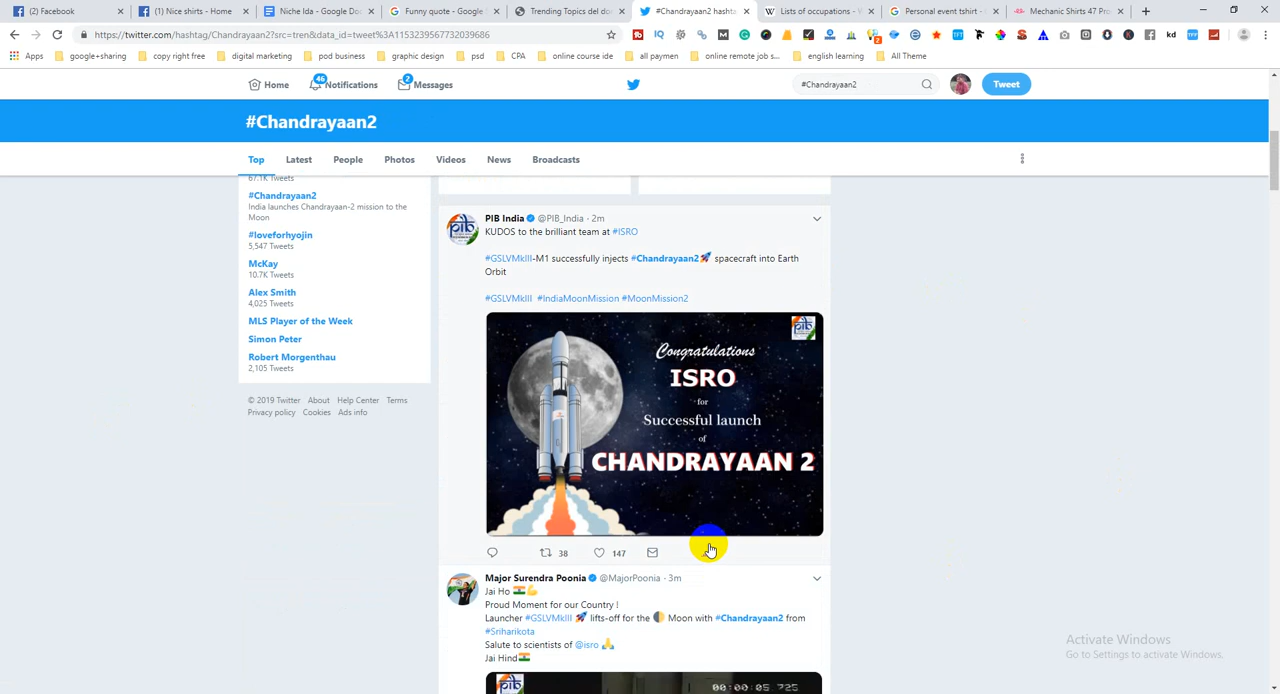 (2) Facebook
(1) Nice shirts - Home
Niche Ida - Google Doc
Funny quote - Google S
Trending Topics del do
#Chandrayaan2 hashta
Lists of occupations - W
Personal event tshirt -
Mechanic Shirts 47 Pro
https://twitter.com/hashtag/Chandrayaan2?src=tren&data_id=tweet%3A1153239567732039686
Apps
google+sharing
copy rigth free
digital marketing
pod business
graphic design
psd
CPA
online course ide
all paymen
online remote job s...
english learning
All Theme
Home
46
Notifications
2
Messages
#Chandrayaan2
Tweet
#Chandrayaan2
Top
Latest
People
Photos
Videos
News
Broadcasts
67.1K Tweets
#Chandrayaan2
India launches Chandrayaan-2 mission to the
Moon
#loveforhyojin
5,547 Tweets
McKay
10.7K Tweets
Alex Smith
4,025 Tweets
MLS Player of the Week
Simon Peter
Robert Morgenthau
2,105 Tweets
© 2019 Twitter About Help Center Terms
Privacy policy Cookies Ads info
PIB India @PIB_India · 2m
KUDOS to the brilliant team at #ISRO
#GSLVMkIII-M1 successfully injects #Chandrayaan2🚀 spacecraft into Earth
Orbit
#GSLVMkIII #IndiaMoonMission #MoonMission2
Congratulations
ISRO
for
Successful launch
of
CHANDRAYAAN 2
38
147
Major Surendra Poonia @MajorPoonia · 3m
Jai Ho 🇮🇳💪
Proud Moment for our Country !
Launcher #GSLVMkIII 🚀 lifts-off for the 🌓 Moon with #Chandrayaan2 from
#Sriharikota
Salute to scientists of @isro 🙏
Jai Hind🇮🇳
00:00:05.725
Activate Windows
Go to Settings to activate Windows.